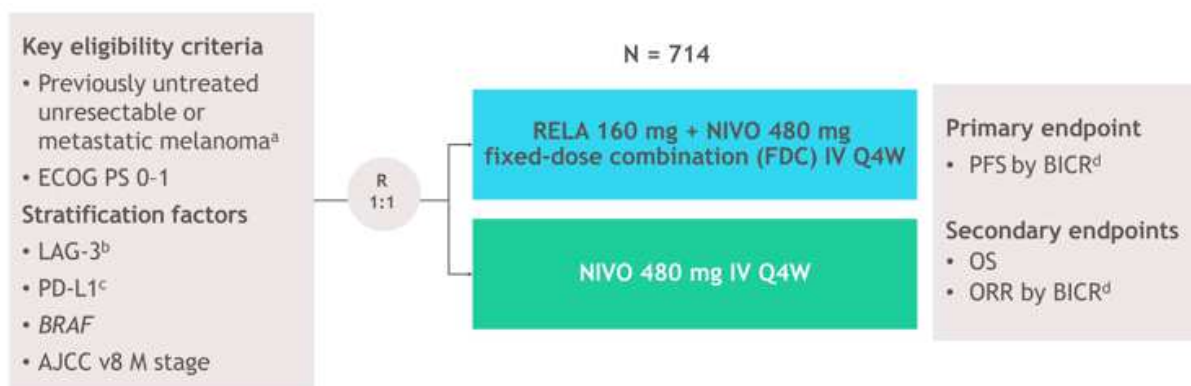 Key eligibility criteria
• Previously untreated
unresectable or
metastatic melanomaᵃ
• ECOG PS 0–1
Stratification factors
• LAG-3ᵇ
• PD-L1ᶜ
• BRAF
• AJCC v8 M stage
R
1:1
N = 714
RELA 160 mg + NIVO 480 mg
fixed-dose combination (FDC) IV Q4W
NIVO 480 mg IV Q4W
Primary endpoint
• PFS by BICRᵈ
Secondary endpoints
• OS
• ORR by BICRᵈ